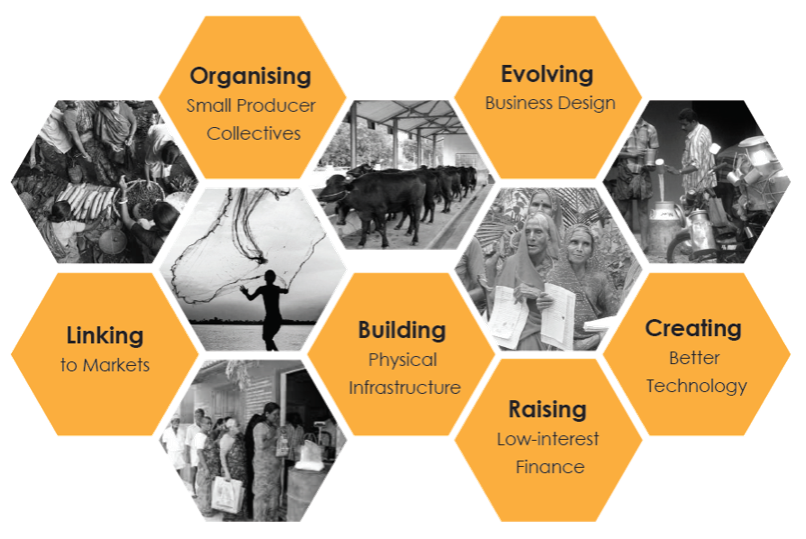 Organising
Small Producer
Collectives
Evolving
Business Design
Linking
to Markets
Building
Physical
Infrastructure
Creating
Better
Technology
Raising
Low-interest
Finance